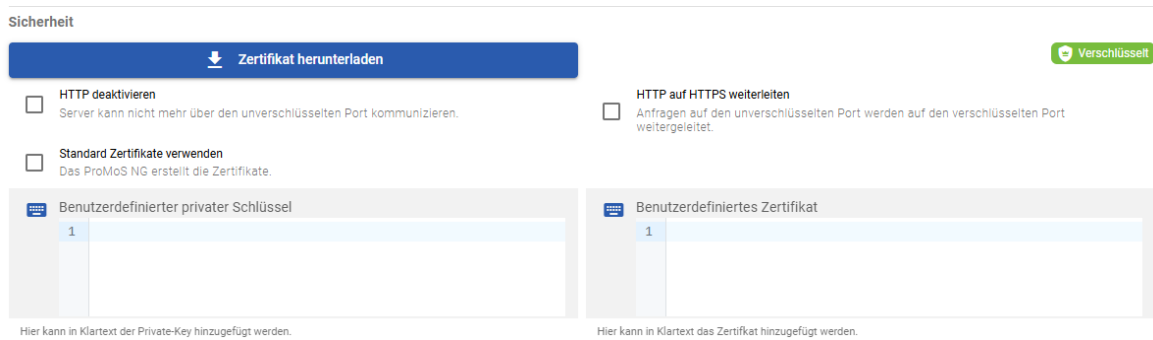 Sicherheit
Zertifikat herunterladen
Verschlüsselt
HTTP deaktivieren
Server kann nicht mehr über den unverschlüsselten Port kommunizieren.
HTTP auf HTTPS weiterleiten
Anfragen auf den unverschlüsselten Port werden auf den verschlüsselten Port
weitergeleitet.
Standard Zertifikate verwenden
Das ProMoS NG erstellt die Zertifikate.
Benutzerdefinierter privater Schlüssel
1
Hier kann in Klartext der Private-Key hinzugefügt werden.
Benutzerdefiniertes Zertifikat
1
Hier kann in Klartext das Zertifkat hinzugefügt werden.